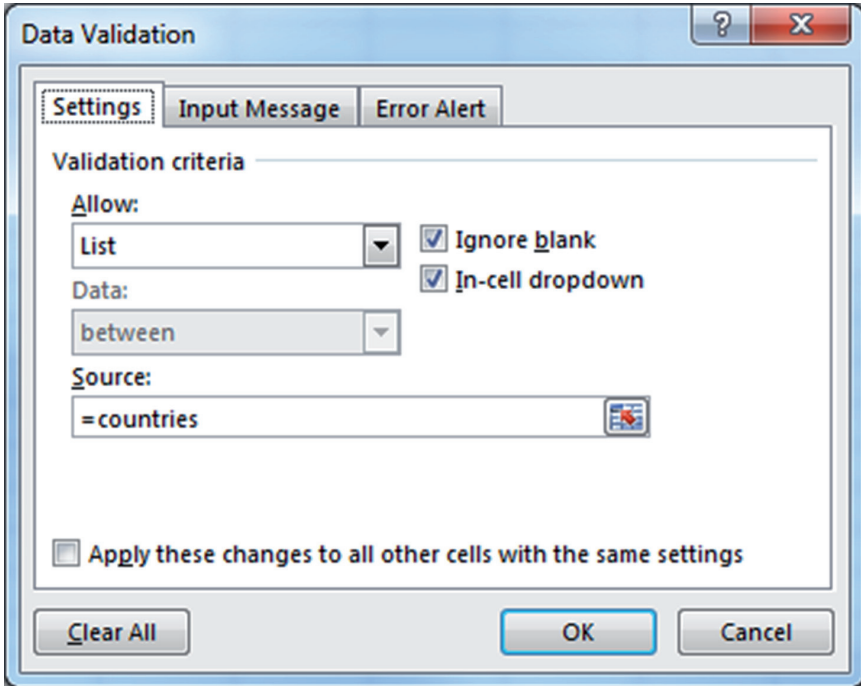 Data Validation
?
Settings Input Message Error Alert
Validation criteria
Allow:
List
Ignore blank
In-cell dropdown
Data:
between
Source:
=countries
Apply these changes to all other cells with the same settings
Clear All OK Cancel